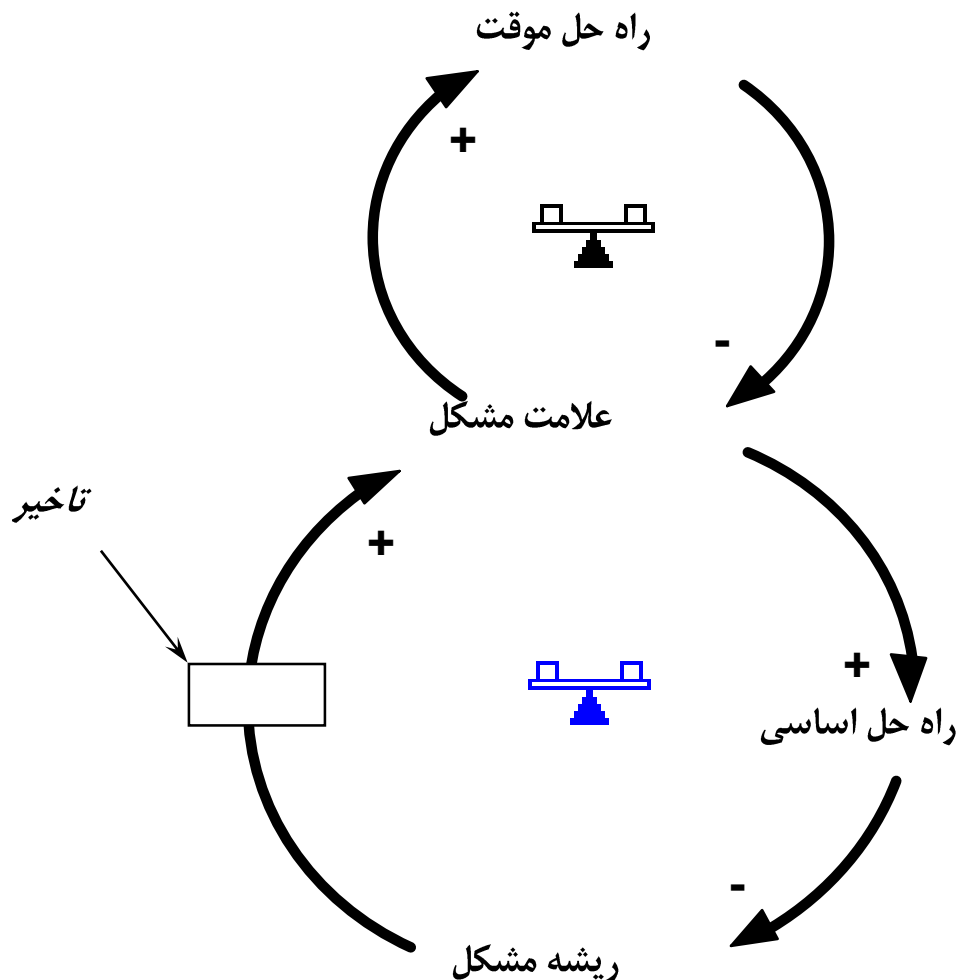 راه حل موقت
+
-
علامت مشکل
تاخیر
+
+
راه حل اساسی
-
ریشه مشکل